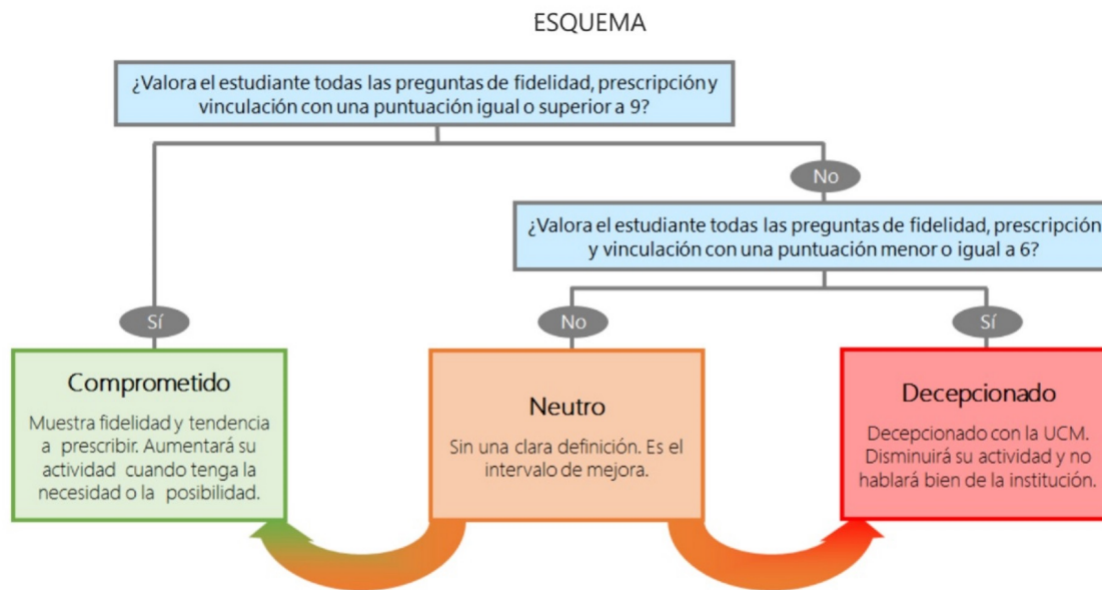 ESQUEMA
¿Valora el estudiante todas las preguntas de fidelidad, prescripción y
vinculación con una puntuación igual o superior a 9?
No
¿Valora el estudiante todas las preguntas de fidelidad, prescripción
y vinculación con una puntuación menor o igual a 6?
Sí
No
Sí
Comprometido
Muestra fidelidad y tendencia
a prescribir. Aumentará su
actividad cuando tenga la
necesidad o la posibilidad.
Neutro
Sin una clara definición. Es el
intervalo de mejora.
Decepcionado
Decepcionado con la UCM.
Disminuirá su actividad y no
hablará bien de la institución.